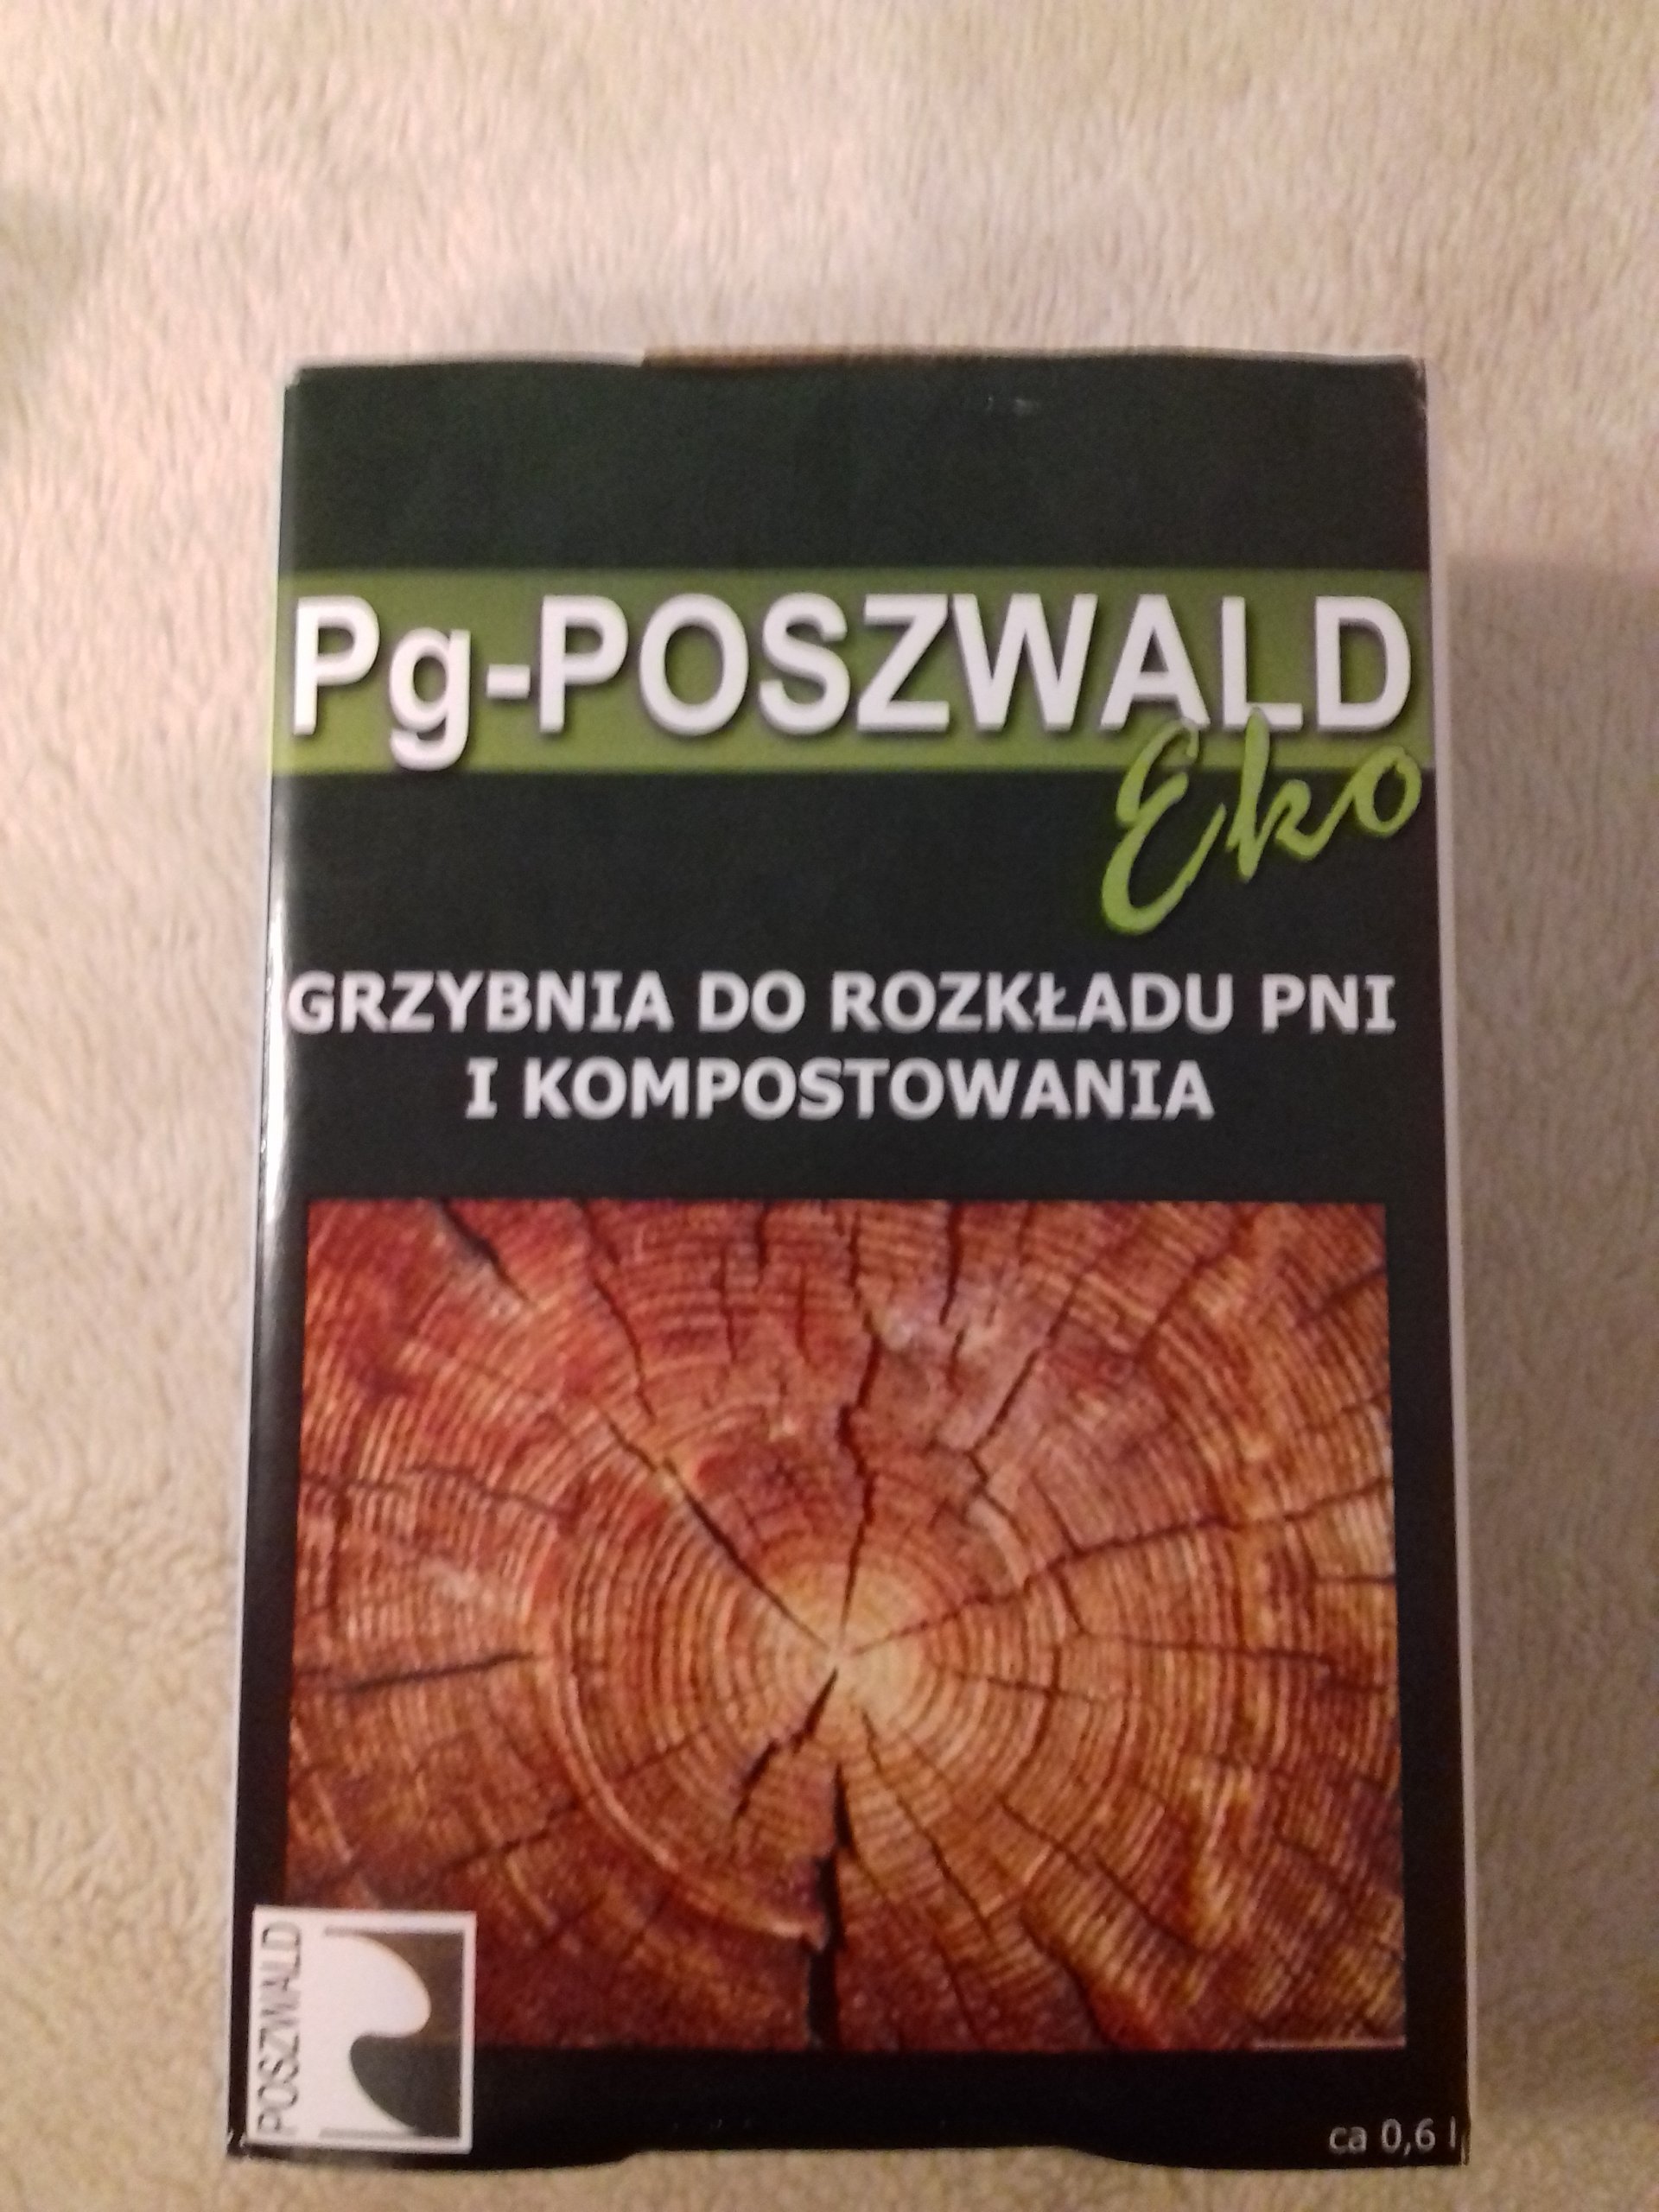 Pg-POSZWALD
Eko
GRZYBNIA DO ROZKŁADU PNI
I KOMPOSTOWANIA
POSZWALD
ca 0,6 l